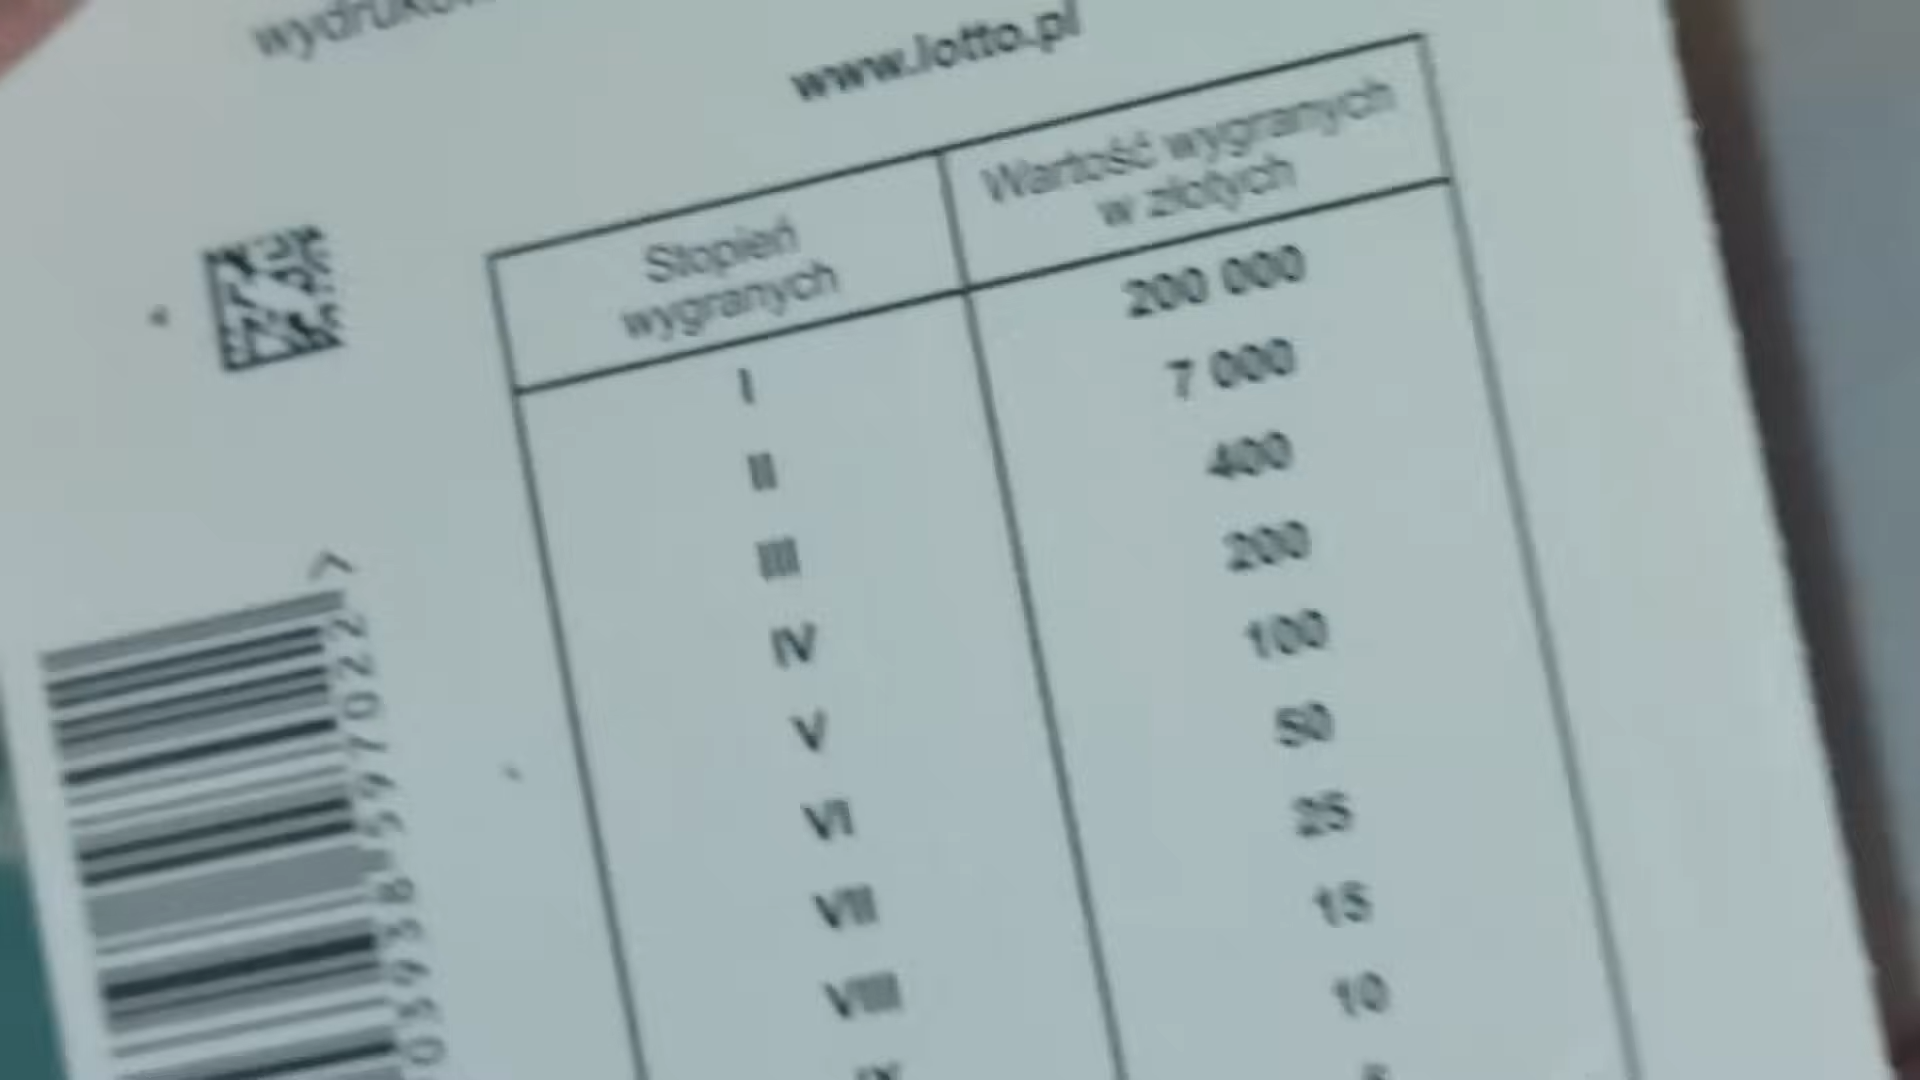 www.lotto.pl
Stopień
wygranych
Wartość wygranych
w złotych
I 200 000
II 7 000
III 400
IV 200
V 100
VI 50
VII 25
VIII 15
IX 10